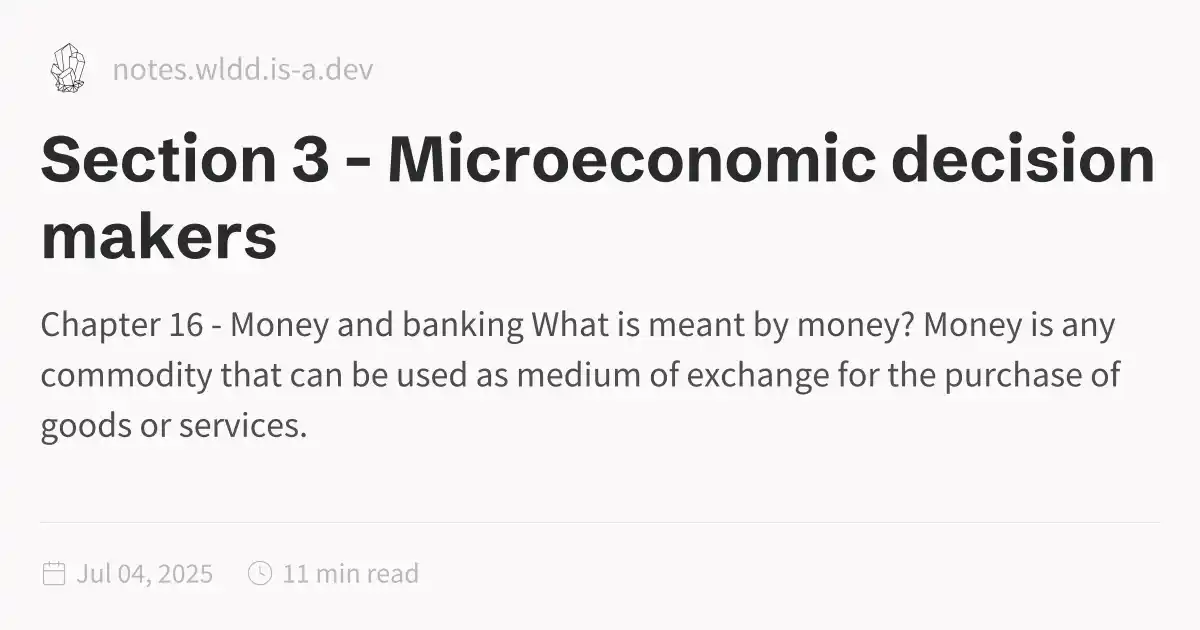 notes.wldd.is-a.dev
Section 3 - Microeconomic decision
makers
Chapter 16 - Money and banking What is meant by money? Money is any
commodity that can be used as medium of exchange for the purchase of
goods or services.
Jul 04, 2025 11 min read